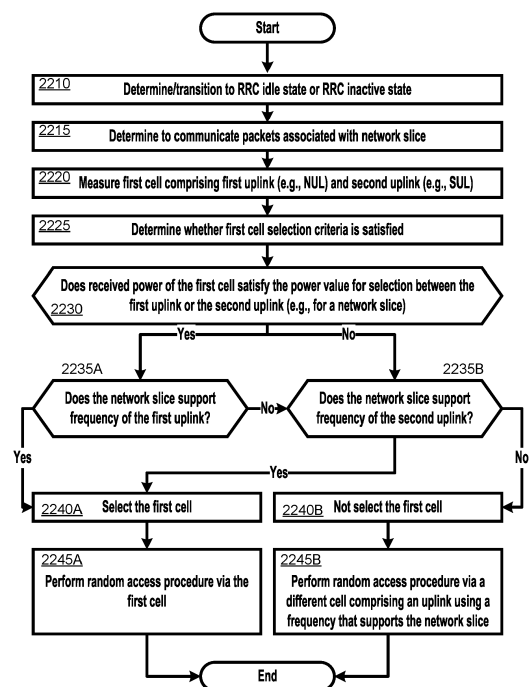 Start
2210
Determine/transition to RRC idle state or RRC inactive state
2215
Determine to communicate packets associated with network slice
2220
Measure first cell comprising first uplink (e.g., NUL) and second uplink (e.g., SUL)
2225
Determine whether first cell selection criteria is satisfied
Does received power of the first cell satisfy the power value for selection between the
first uplink or the second uplink (e.g., for a network slice)
2230
Yes
No
2235A
2235B
Does the network slice support
frequency of the first uplink?
No
Does the network slice support
frequency of the second uplink?
Yes
No
Yes
2240A
Select the first cell
2240B
Not select the first cell
2245A
Perform random access procedure via the
first cell
2245B
Perform random access procedure via a
different cell comprising an uplink using a
frequency that supports the network slice
End